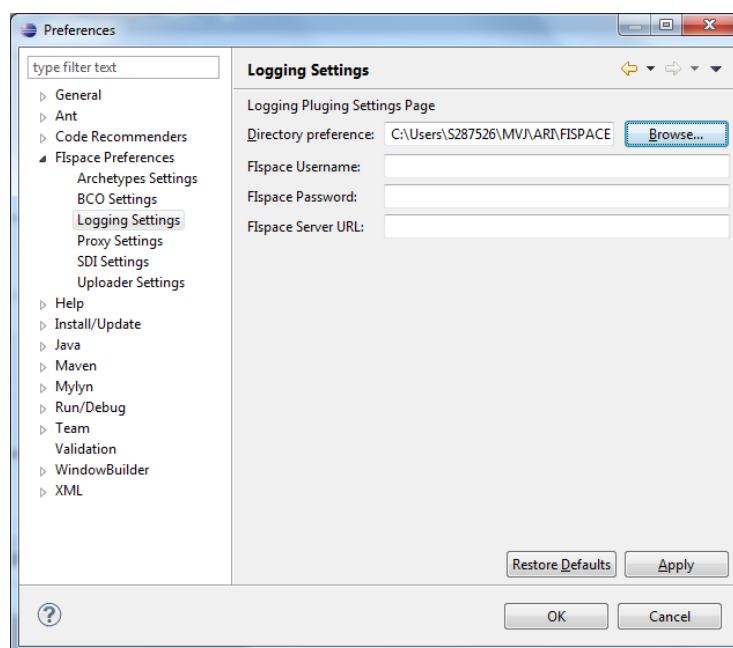 Preferences
type filter text
General
Ant
Code Recommenders
FIspace Preferences
Archetypes Settings
BCO Settings
Logging Settings
Proxy Settings
SDI Settings
Uploader Settings
Help
Install/Update
Java
Maven
Mylyn
Run/Debug
Team
Validation
WindowBuilder
XML
Logging Settings
Logging Pluging Settings Page
Directory preference: C:\Users\S287526\MVJ\ARI\FISPACE Browse...
FIspace Username:
FIspace Password:
FIspace Server URL:
Restore Defaults Apply
? OK Cancel